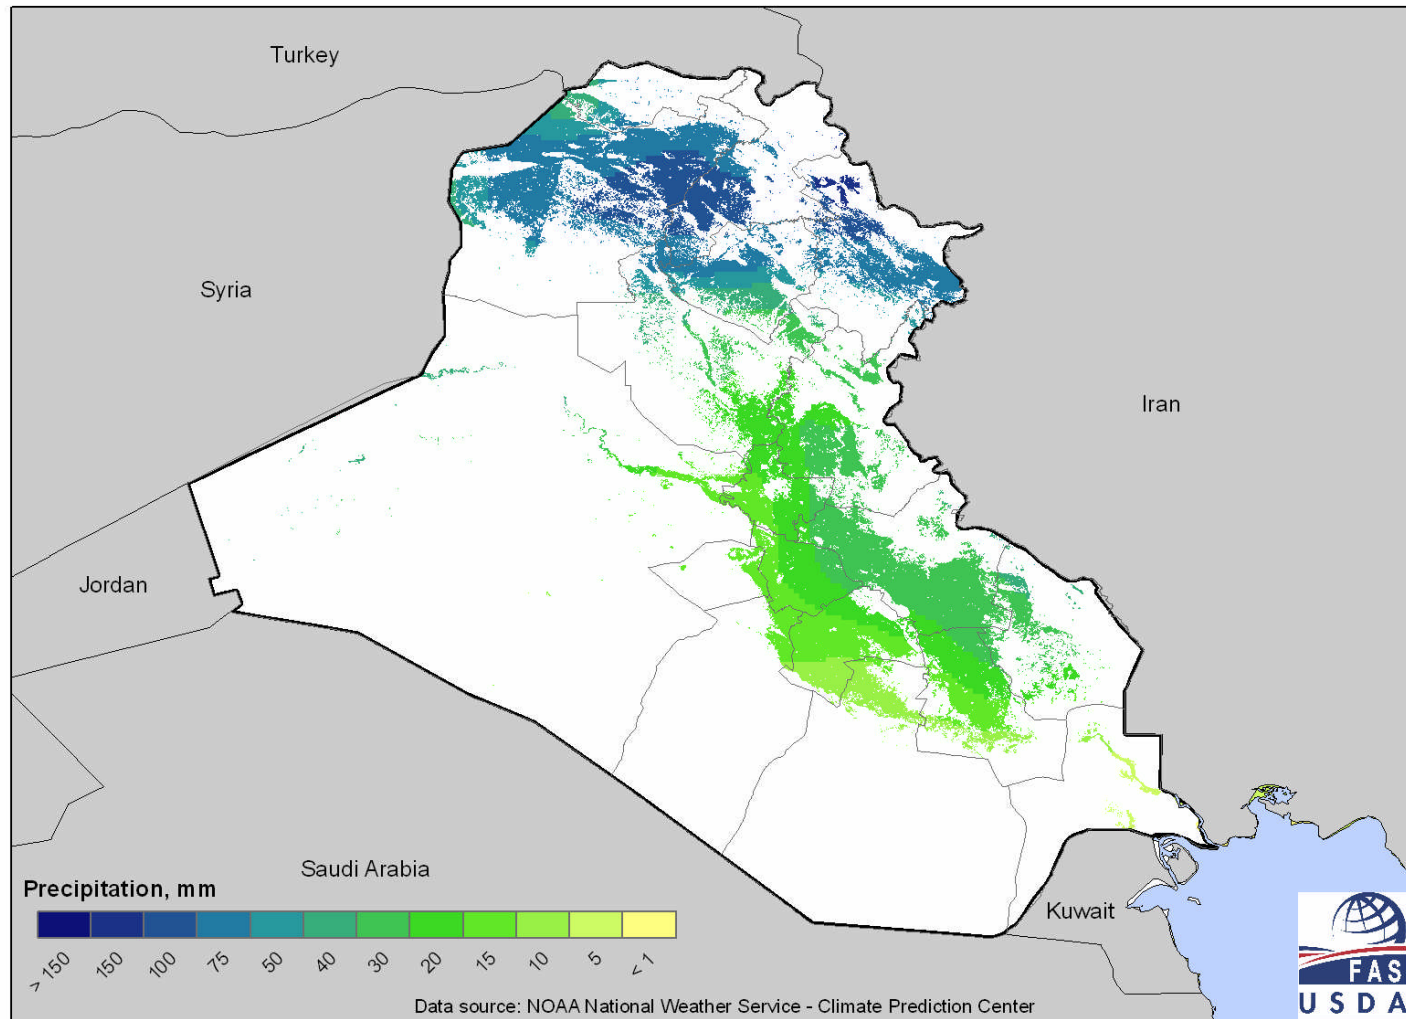 Turkey
Syria
Iran
Jordan
Saudi Arabia
Kuwait
Precipitation, mm
> 150 150 100 75 50 40 30 20 15 10 5 < 1
Data source: NOAA National Weather Service - Climate Prediction Center
FAS
USDA